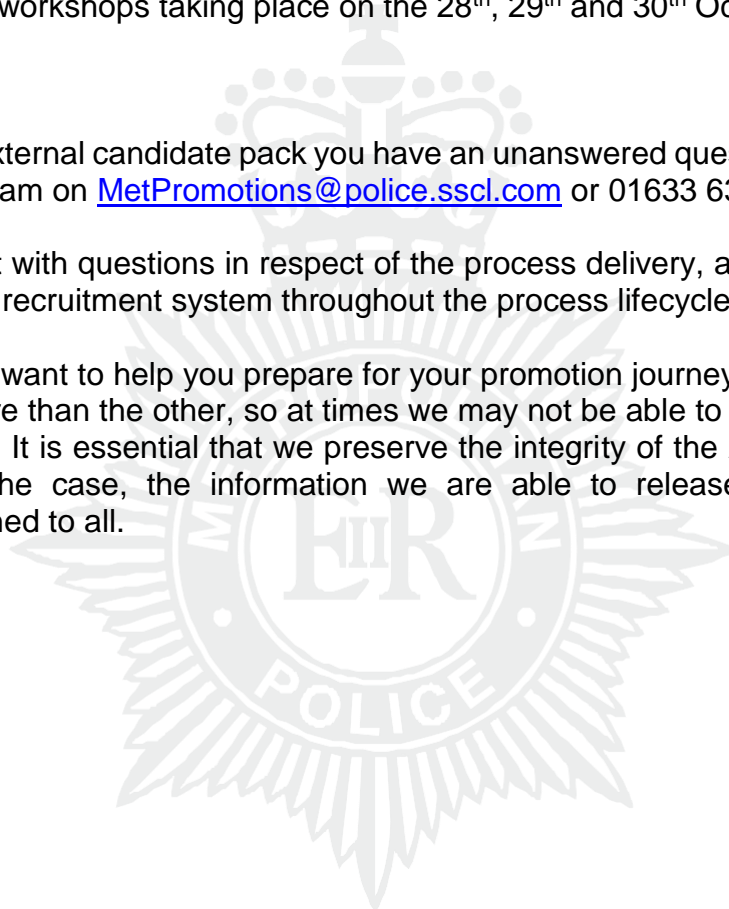 workshops taking place on the 28th, 29th and 30th Oc
xternal candidate pack you have an unanswered ques
am on MetPromotions@police.sscl.com or 01633 63
t with questions in respect of the process delivery, a
recruitment system throughout the process lifecycle
want to help you prepare for your promotion journey
re than the other, so at times we may not be able to
It is essential that we preserve the integrity of the
he case, the information we are able to release
ned to all.
METROPOLITAN
EIIR
POLICE